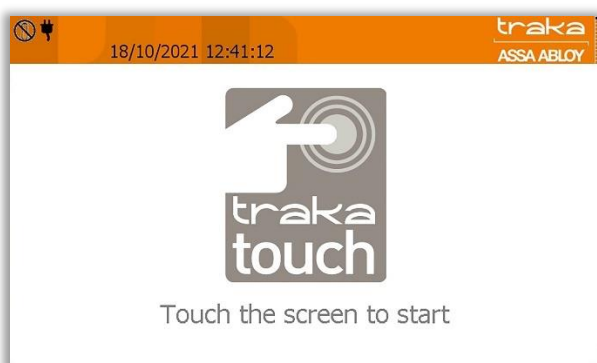 traka
18/10/2021 12:41:12
ASSA ABLOY
traka
touch
Touch the screen to start